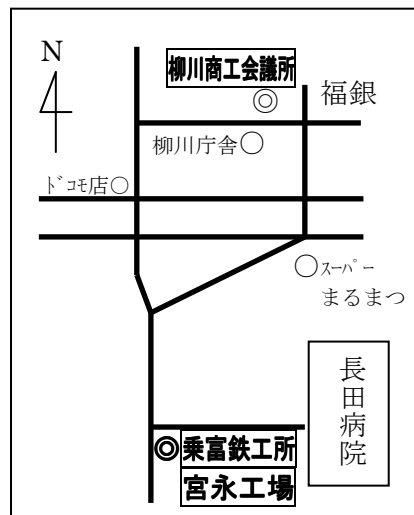 N
柳川商工会議所
◎
福銀
柳川庁舎○
ﾄﾞｺﾓ店○
○ｽｰﾊﾟｰ
まるまつ
長田病院
◎乗富鉄工所
宮永工場